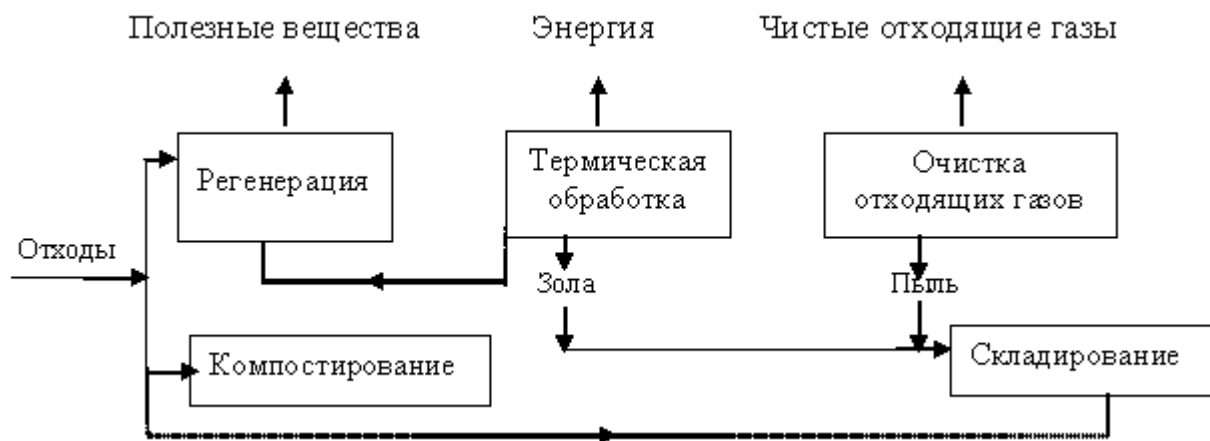 Полезные вещества
Энергия
Чистые отходящие газы
Регенерация
Термическая
обработка
Очистка
отходящих газов
Отходы
Зола
Пыль
Компостирование
Складирование